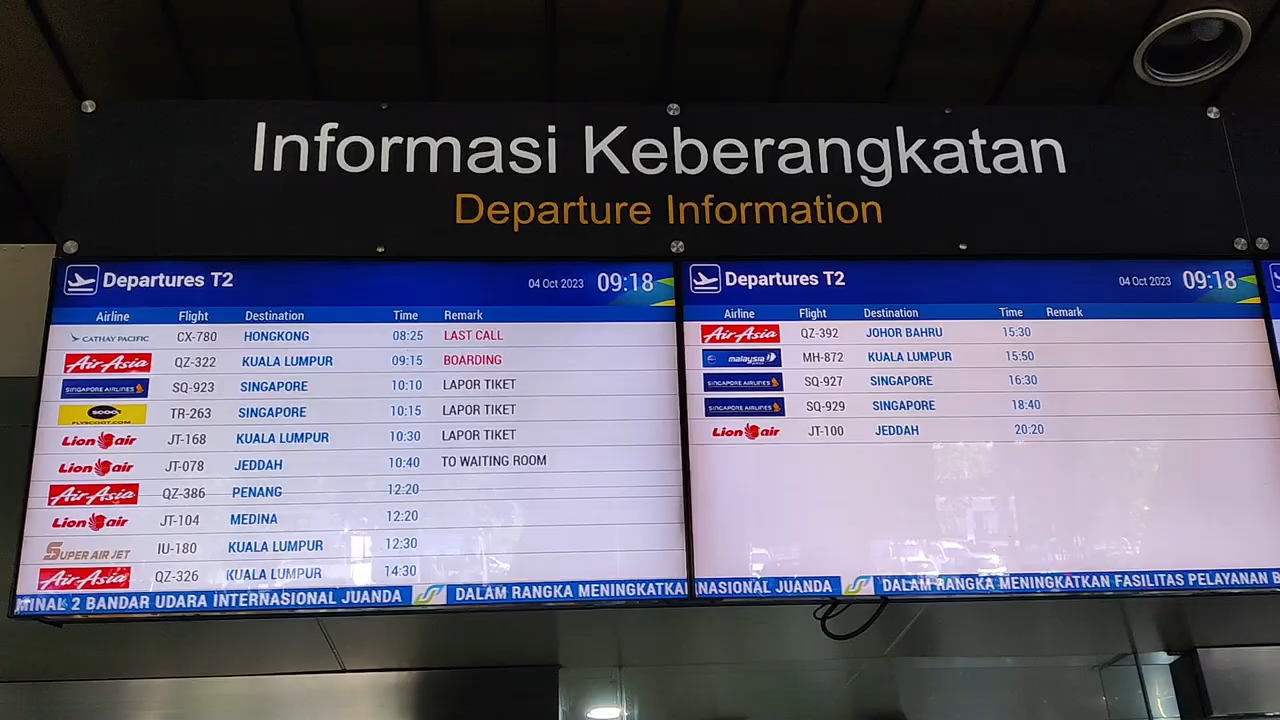 Informasi Keberangkatan
Departure Information
Departures T2 04 Oct 2023 09:18
Airline Flight Destination Time Remark
CATHAY PACIFIC CX-780 HONGKONG 08:25 LAST CALL
AirAsia QZ-322 KUALA LUMPUR 09:15 BOARDING
SINGAPORE AIRLINES SQ-923 SINGAPORE 10:10 LAPOR TIKET
SCOOT FLYSCOOT.COM TR-263 SINGAPORE 10:15 LAPOR TIKET
Lion air JT-168 KUALA LUMPUR 10:30 LAPOR TIKET
Lion air JT-078 JEDDAH 10:40 TO WAITING ROOM
AirAsia QZ-386 PENANG 12:20
Lion air JT-104 MEDINA 12:20
SUPER AIR JET IU-180 KUALA LUMPUR 12:30
AirAsia QZ-326 KUALA LUMPUR 14:30
MINAL 2 BANDAR UDARA INTERNASIONAL JUANDA DALAM RANGKA MENINGKATKAI
Departures T2 04 Oct 2023 09:18
Airline Flight Destination Time Remark
AirAsia QZ-392 JOHOR BAHRU 15:30
malaysia MH-872 KUALA LUMPUR 15:50
SINGAPORE AIRLINES SQ-927 SINGAPORE 16:30
SINGAPORE AIRLINES SQ-929 SINGAPORE 18:40
Lion air JT-100 JEDDAH 20:20
NASIONAL JUANDA DALAM RANGKA MENINGKATKAN FASILITAS PELAYANAN B